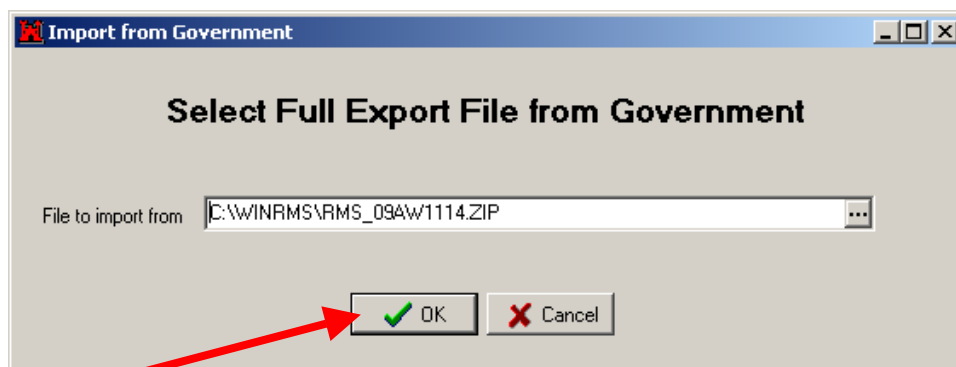 Import from Government
Select Full Export File from Government
File to import from C:\WINRMS\RMS_09AW1114.ZIP ...
OK Cancel